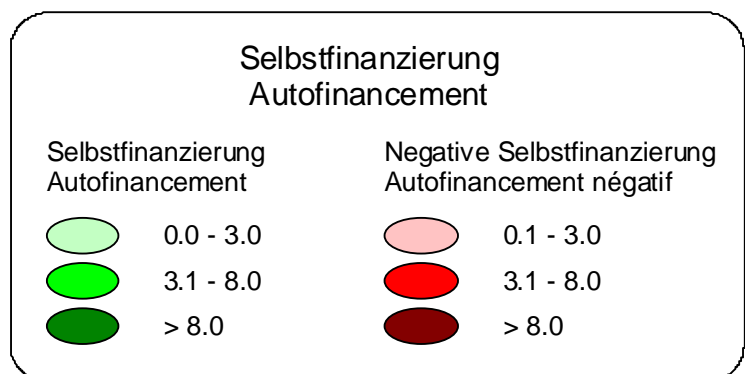 Selbstfinanzierung
Autofinancement
Selbstfinanzierung
Autofinancement
0.0 - 3.0
3.1 - 8.0
> 8.0
Negative Selbstfinanzierung
Autofinancement négatif
0.1 - 3.0
3.1 - 8.0
> 8.0